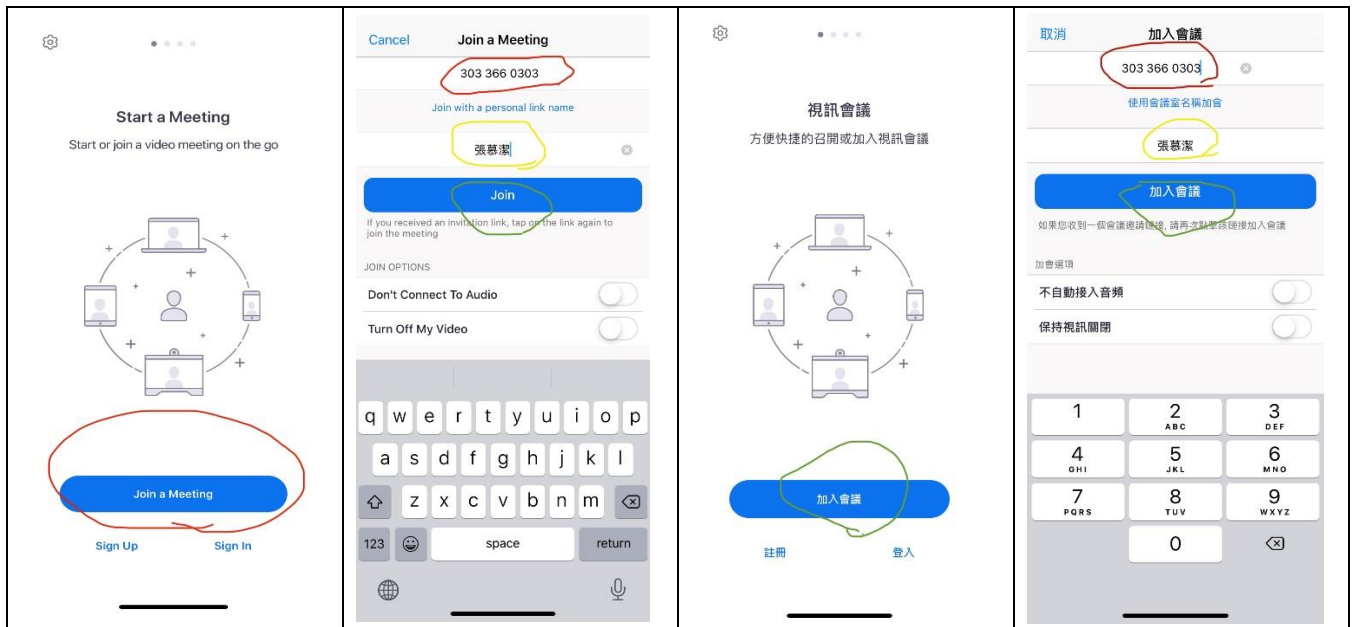 Start a Meeting
Start or join a video meeting on the go
Join a Meeting
Sign Up Sign In
Cancel Join a Meeting
303 366 0303
Join with a personal link name
張慕潔
Join
If you received an invitation link, tap on the link again to
join the meeting
JOIN OPTIONS
Don't Connect To Audio
Turn Off My Video
q w e r t y u i o p
a s d f g h j k l
z x c v b n m
123 space return
視訊會議
方便快捷的召開或加入視訊會議
加入會議
註冊 登入
取消 加入會議
303 366 0303
使用會議室名稱加會
張慕潔
加入會議
如果您收到一個會議邀請鏈接, 請再次點擊該鏈接加入會議
加會選項
不自動接入音頻
保持視訊關閉
1 2 3
ABC DEF
4 5 6
GHI JKL MNO
7 8 9
PQRS TUV WXYZ
0